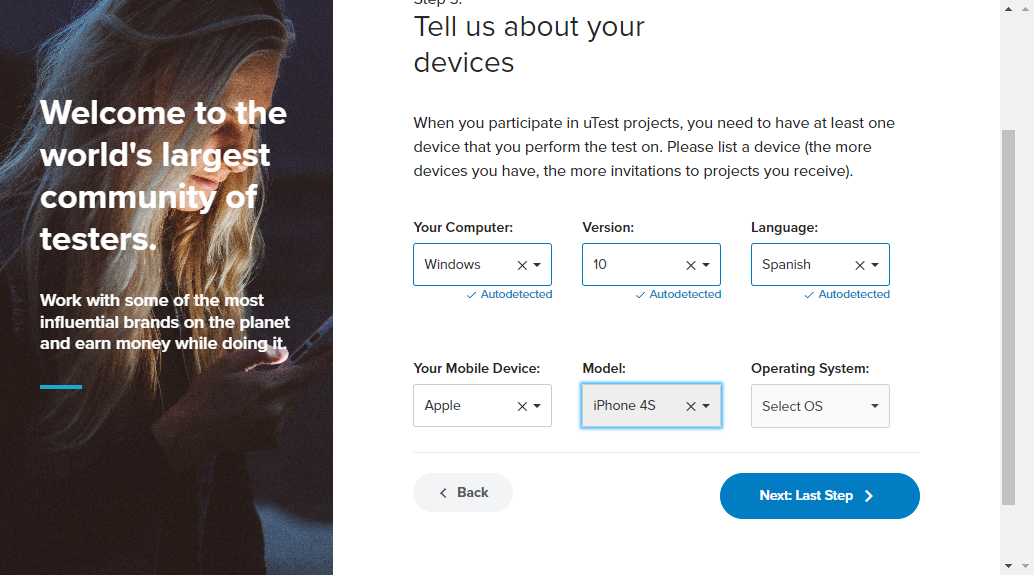 Step 3:
Tell us about your
devices
Welcome to the
world's largest
community of
testers.
Work with some of the most
influential brands on the planet
and earn money while doing it.
When you participate in uTest projects, you need to have at least one
device that you perform the test on. Please list a device (the more
devices you have, the more invitations to projects you receive).
Your Computer: Version: Language:
Windows 10 Spanish
Autodetected Autodetected Autodetected
Your Mobile Device: Model: Operating System:
Apple iPhone 4S Select OS
Back Next: Last Step